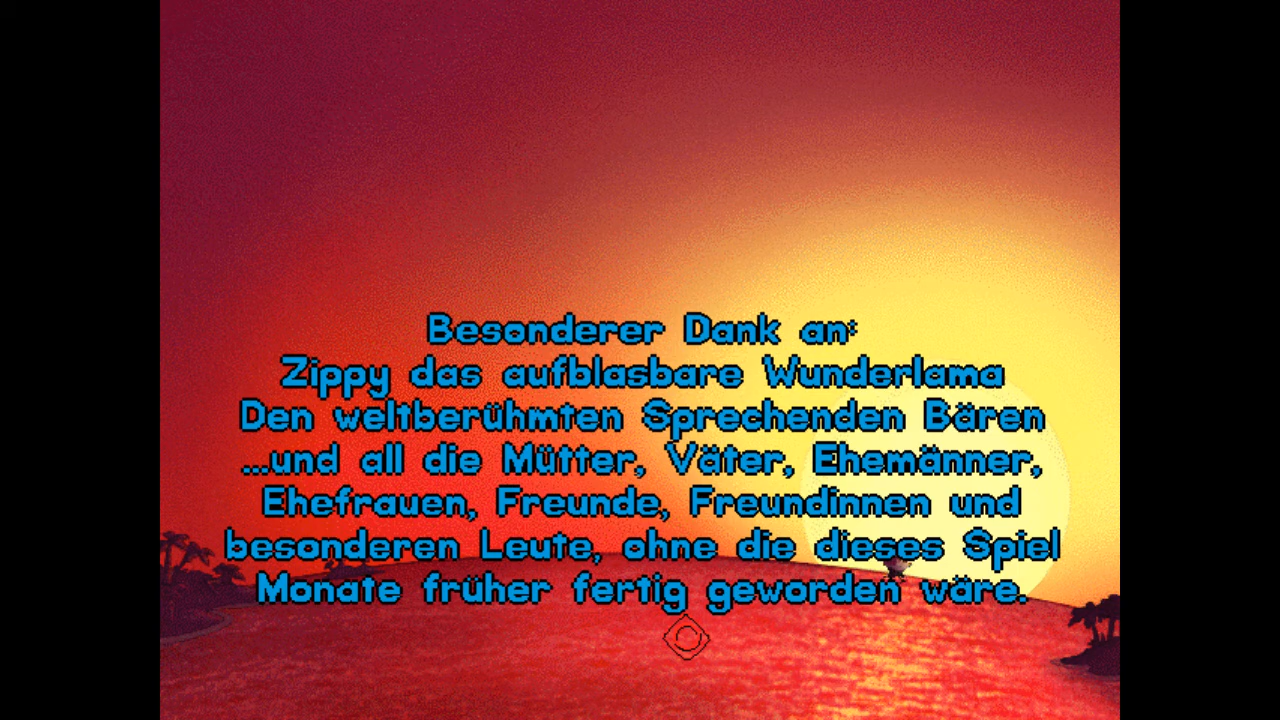 Besonderer Dank an:
Zippy das aufblasbare Wunderlama
Den weltberühmten Sprechenden Bären
...und all die Mütter, Väter, Ehemänner,
Ehefrauen, Freunde, Freundinnen und
besonderen Leute, ohne die dieses Spiel
Monate früher fertig geworden wäre.